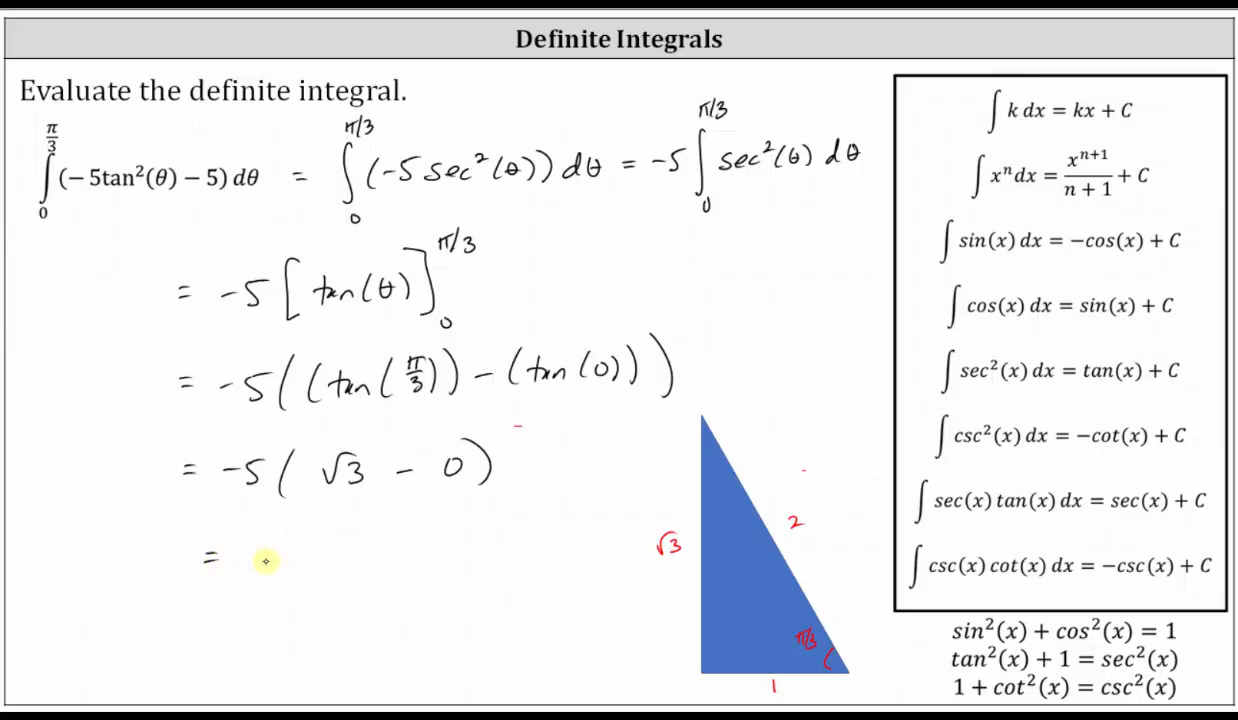 Definite Integrals
Evaluate the definite integral.
∫₀^(π/3) (−5tan²(θ) − 5) dθ = ∫₀^(π/3) (-5 sec²(θ)) dθ = -5 ∫₀^(π/3) sec²(θ) dθ
= -5 [tan(θ)]₀^(π/3)
= -5((tan(π/3)) - (tan(0)))
= -5(√3 - 0)
=
√3
2
π/3
1
∫ k dx = kx + C
∫ xⁿdx = xⁿ⁺¹/(n + 1) + C
∫ sin(x) dx = −cos(x) + C
∫ cos(x) dx = sin(x) + C
∫ sec²(x) dx = tan(x) + C
∫ csc²(x) dx = −cot(x) + C
∫ sec(x) tan(x) dx = sec(x) + C
∫ csc(x) cot(x) dx = −csc(x) + C
sin²(x) + cos²(x) = 1
tan²(x) + 1 = sec²(x)
1 + cot²(x) = csc²(x)